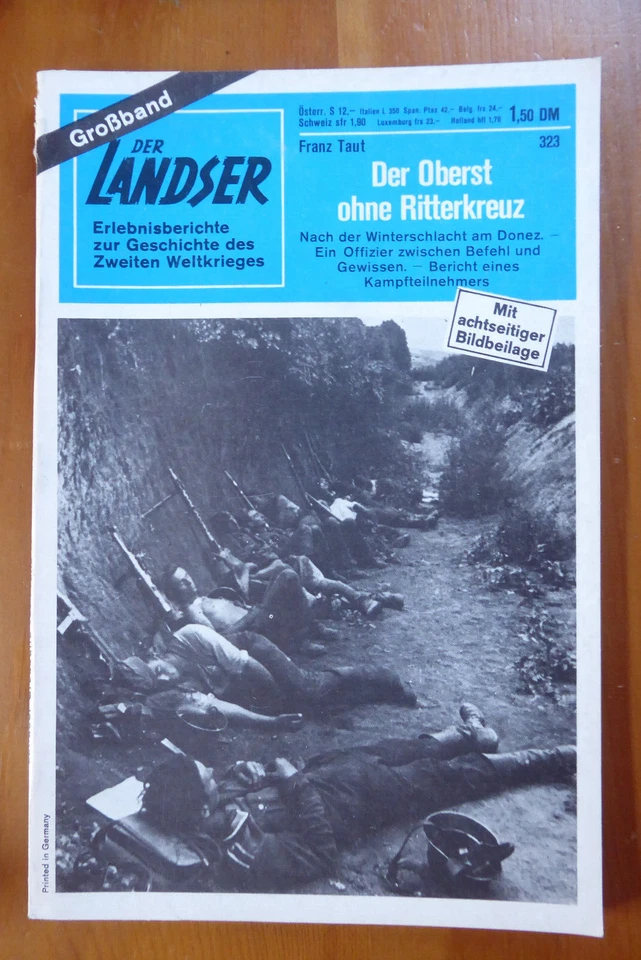 Großband
DER
LANDSER
Erlebnisberichte
zur Geschichte des
Zweiten Weltkrieges
Österr. S 12,– Italien L 350 Span. Ptas 42,– Belg. frs 24,– 1,50 DM
Schweiz sfr 1,90 Luxemburg frs 23,– Holland hfl 1,70
Franz Taut 323
Der Oberst
ohne Ritterkreuz
Nach der Winterschlacht am Donez. –
Ein Offizier zwischen Befehl und
Gewissen. – Bericht eines
Kampfteilnehmers
Mit
achtseitiger
Bildbeilage
Printed in Germany